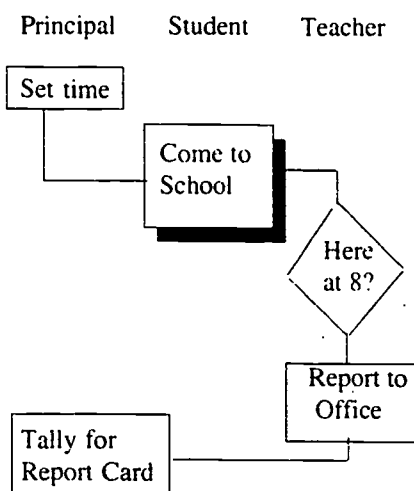 Principal Student Teacher
Set time
Come to
School
Here
at 8?
Report to
Office
Tally for
Report Card